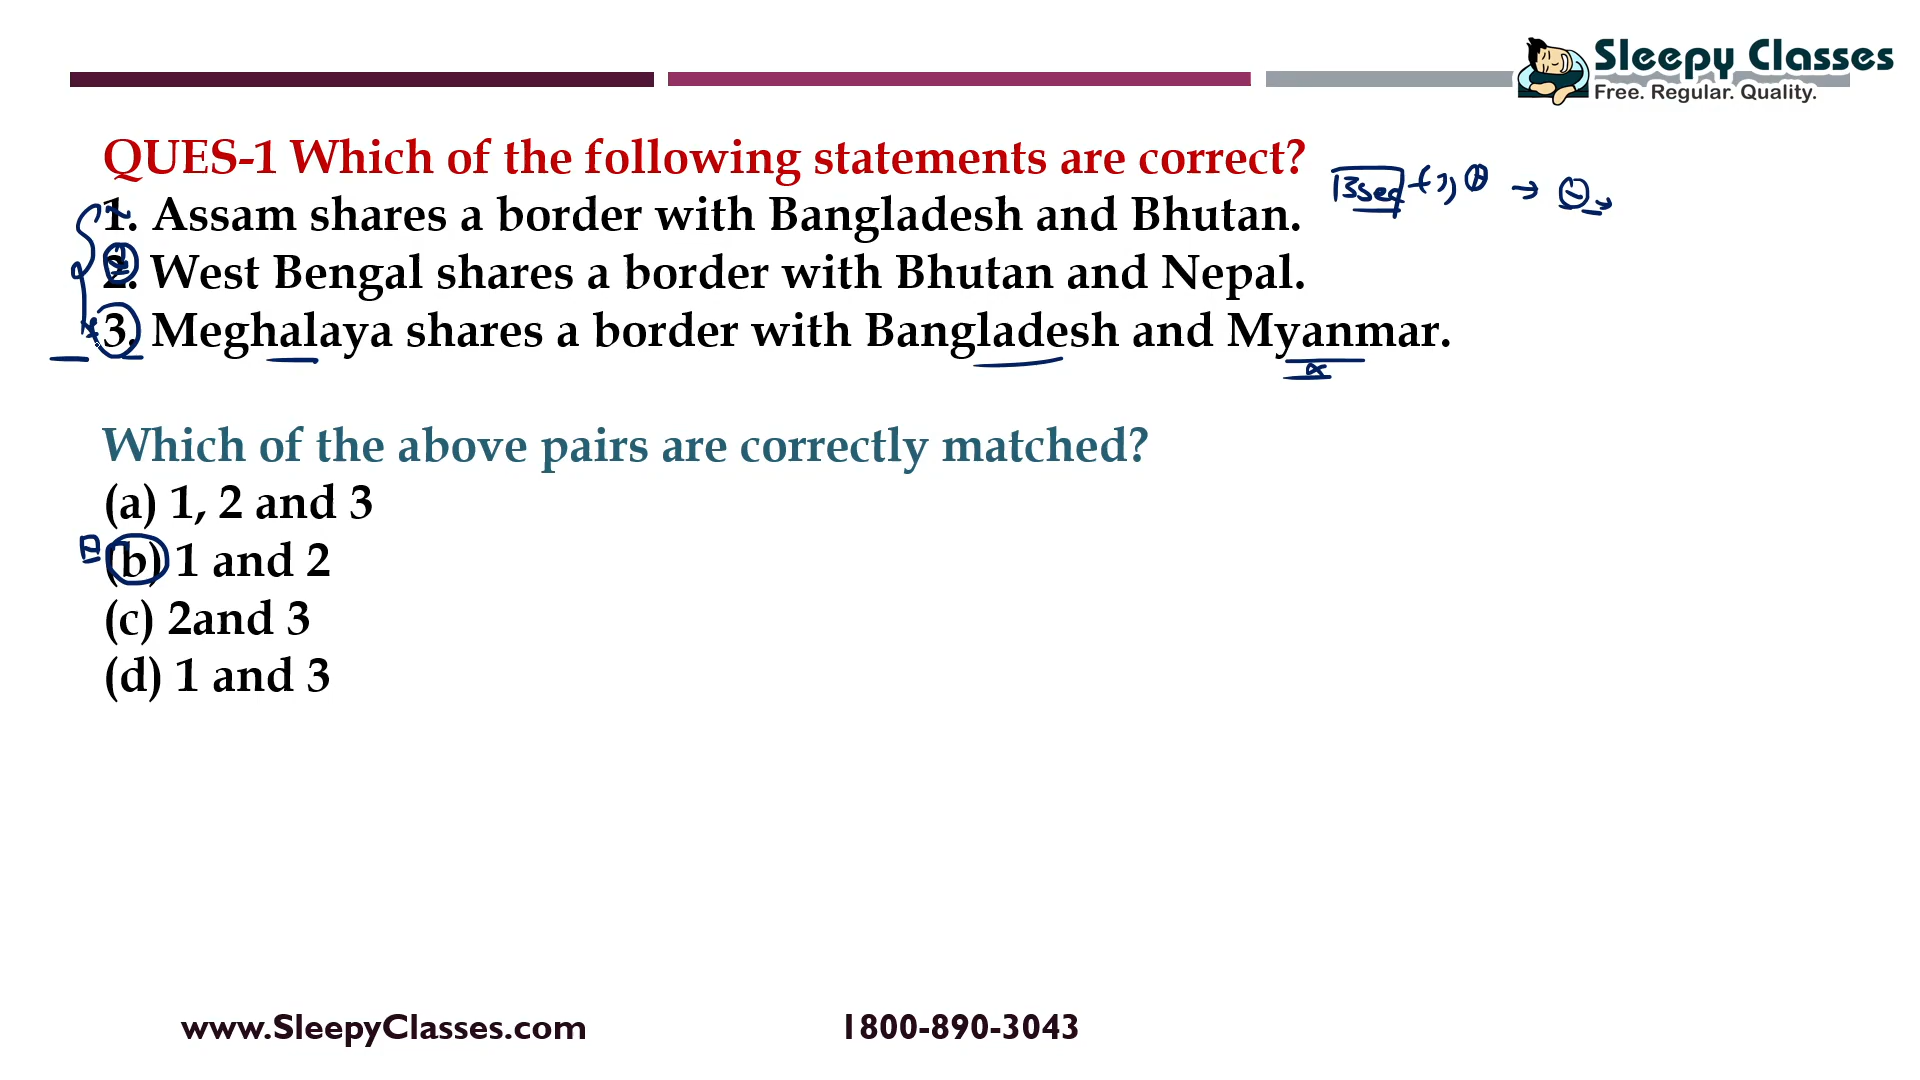 Sleepy Classes
Free. Regular. Quality.
QUES-1 Which of the following statements are correct?
1. Assam shares a border with Bangladesh and Bhutan.
2. West Bengal shares a border with Bhutan and Nepal.
3. Meghalaya shares a border with Bangladesh and Myanmar.
Which of the above pairs are correctly matched?
(a) 1, 2 and 3
(b) 1 and 2
(c) 2and 3
(d) 1 and 3
www.SleepyClasses.com
1800-890-3043